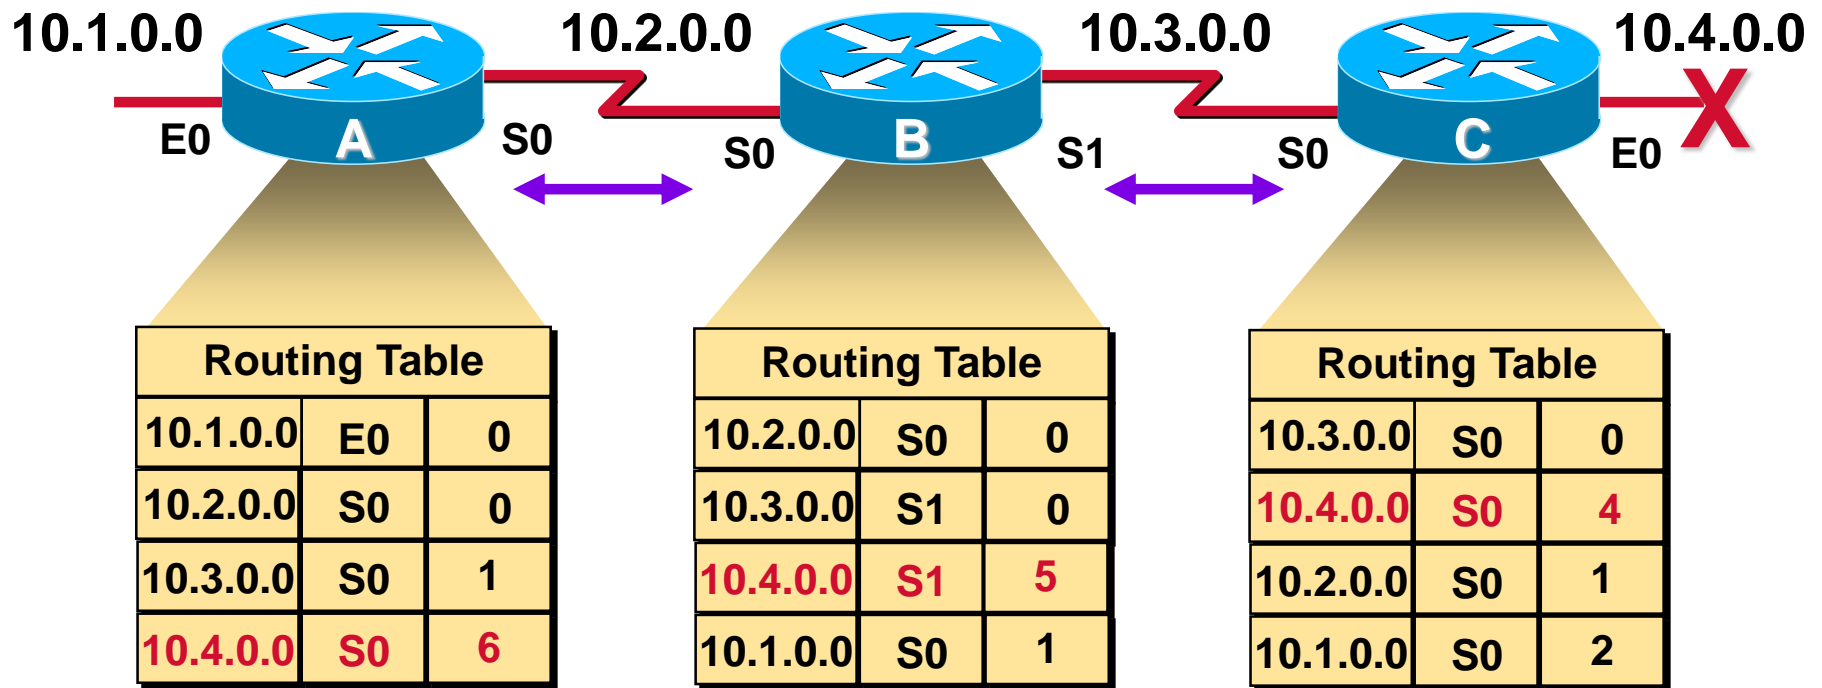 10.1.0.0 10.2.0.0 10.3.0.0 10.4.0.0
A B C
E0 S0 S0 S1 S0 E0
X
Routing Table
10.1.0.0 E0 0
10.2.0.0 S0 0
10.3.0.0 S0 1
10.4.0.0 S0 6
Routing Table
10.2.0.0 S0 0
10.3.0.0 S1 0
10.4.0.0 S1 5
10.1.0.0 S0 1
Routing Table
10.3.0.0 S0 0
10.4.0.0 S0 4
10.2.0.0 S0 1
10.1.0.0 S0 2